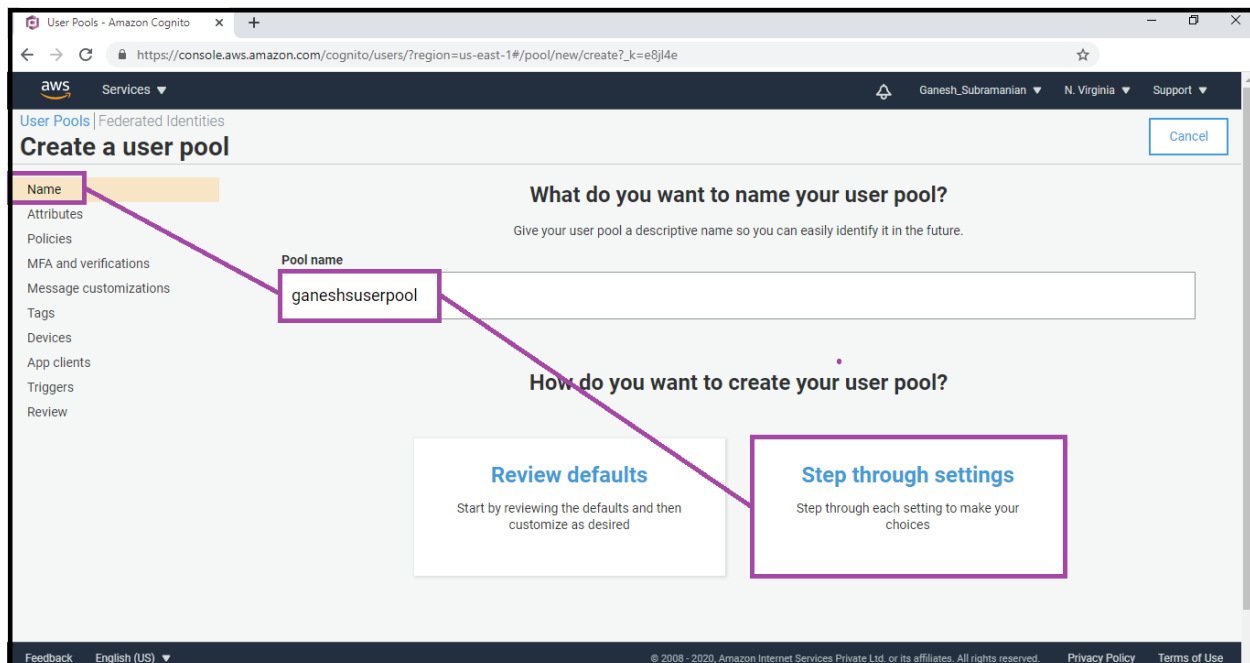 User Pools - Amazon Cognito
https://console.aws.amazon.com/cognito/users/?region=us-east-1#/pool/new/create?_k=e8jl4e
aws Services Ganesh_Subramanian N. Virginia Support
User Pools | Federated Identities
Create a user pool
Cancel
Name
Attributes
Policies
MFA and verifications
Message customizations
Tags
Devices
App clients
Triggers
Review
What do you want to name your user pool?
Give your user pool a descriptive name so you can easily identify it in the future.
Pool name
ganeshsuserpool
How do you want to create your user pool?
Review defaults
Start by reviewing the defaults and then
customize as desired
Step through settings
Step through each setting to make your
choices
Feedback English (US) © 2008 - 2020, Amazon Internet Services Private Ltd. or its affiliates. All rights reserved. Privacy Policy Terms of Use